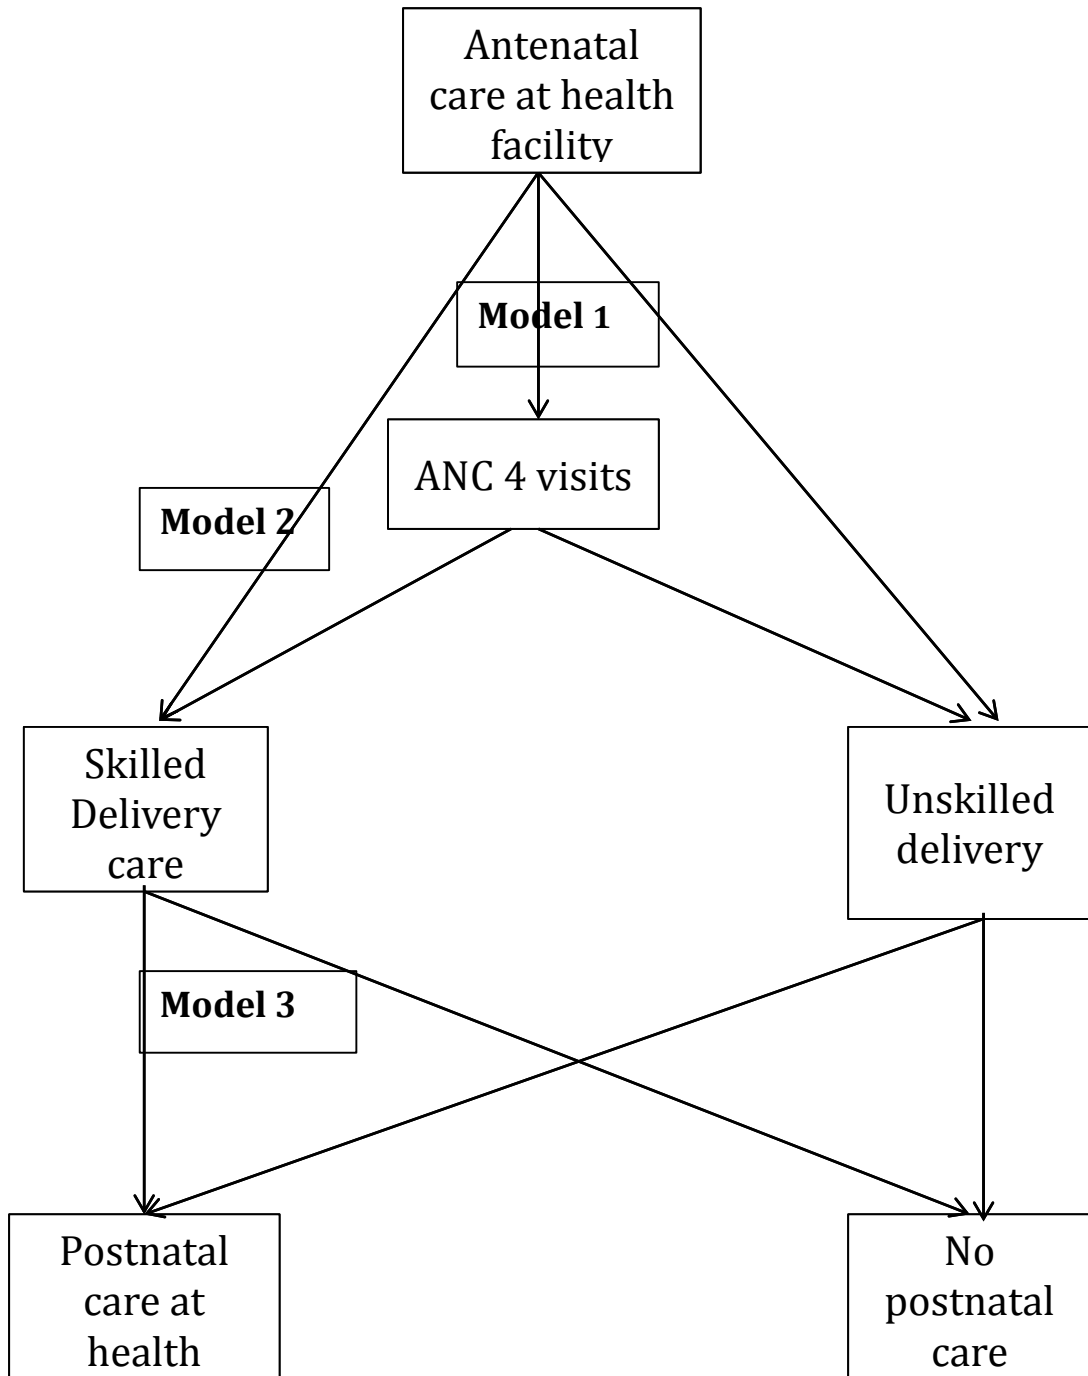 Antenatal
care at health
facility
Model 1
ANC 4 visits
Model 2
Skilled
Delivery
care
Unskilled
delivery
Model 3
Postnatal
care at
health
No
postnatal
care